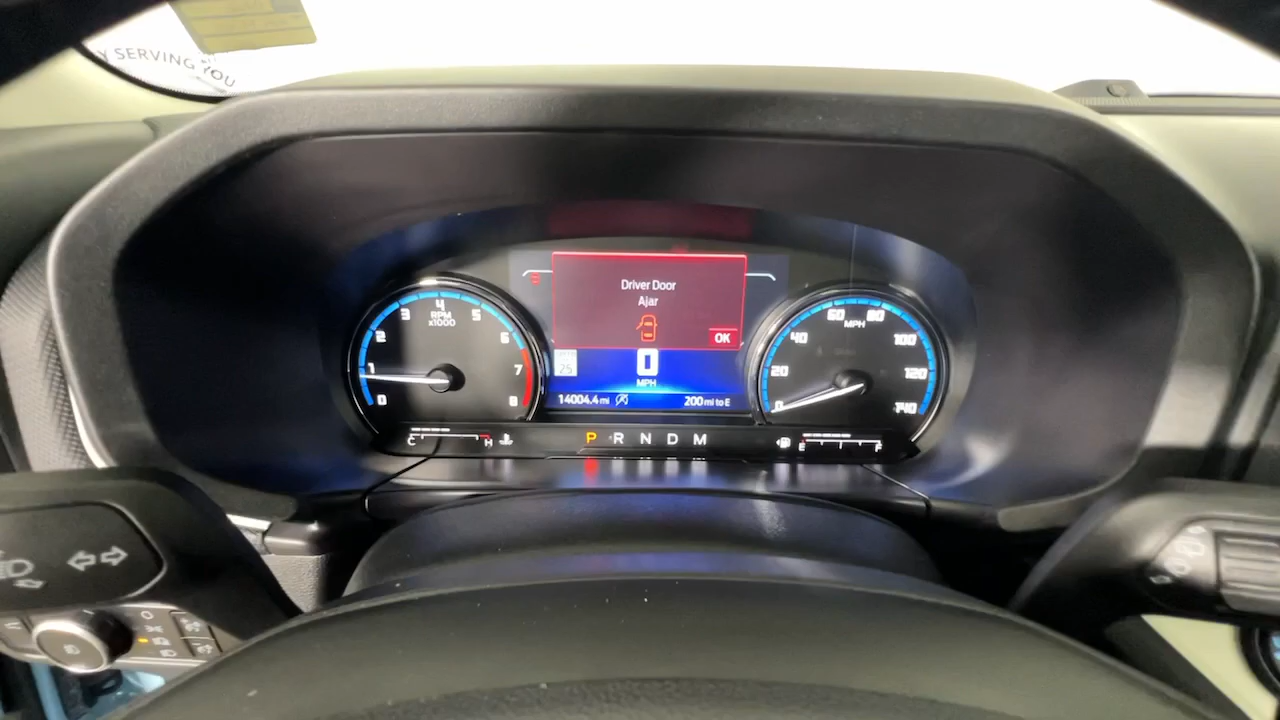 Y SERVING YOU
Driver Door
Ajar
OK
0
MPH
25
14004.4 mi
200 mi to E
0
1
2
3
4
5
6
7
8
RPM
x1000
0
20
40
60
80
100
120
140
MPH
C
H
P R N D M
E
F